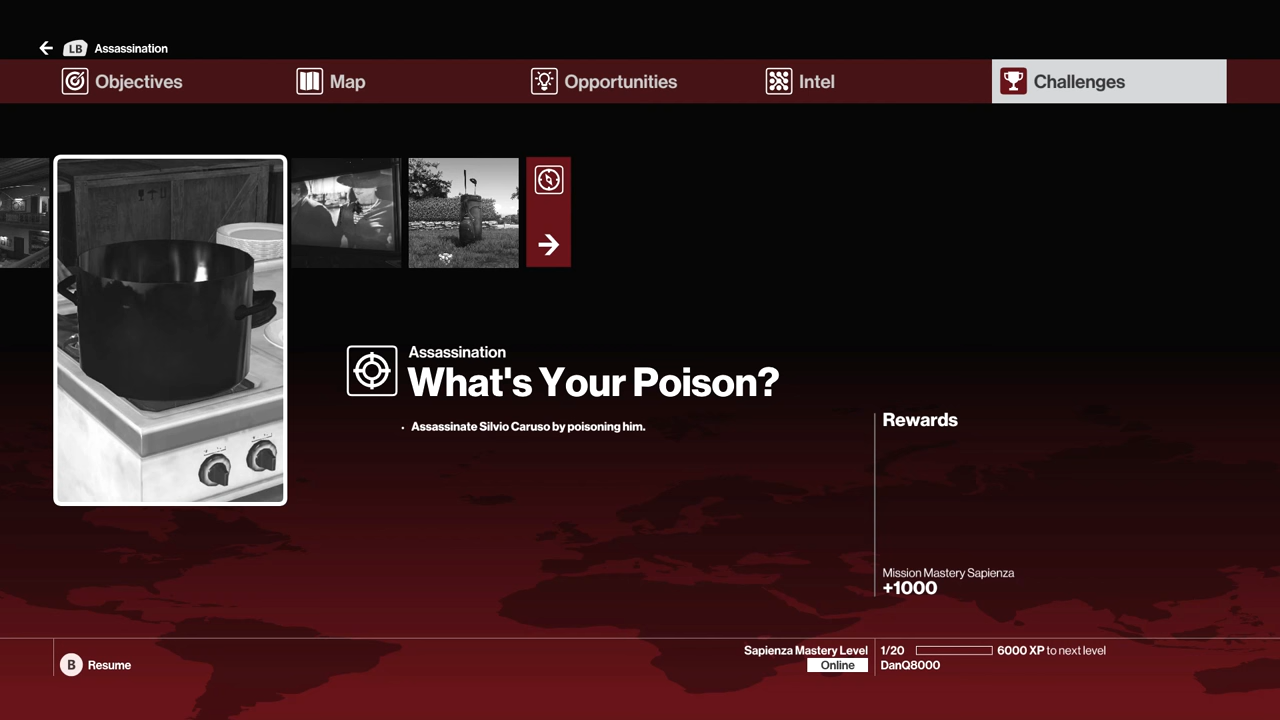 LB Assassination
Objectives
Map
Opportunities
Intel
Challenges
Assassination
What's Your Poison?
• Assassinate Silvio Caruso by poisoning him.
Rewards
Mission Mastery Sapienza
+1000
B Resume
Sapienza Mastery Level 1/20 6000 XP to next level
Online DanQ8000